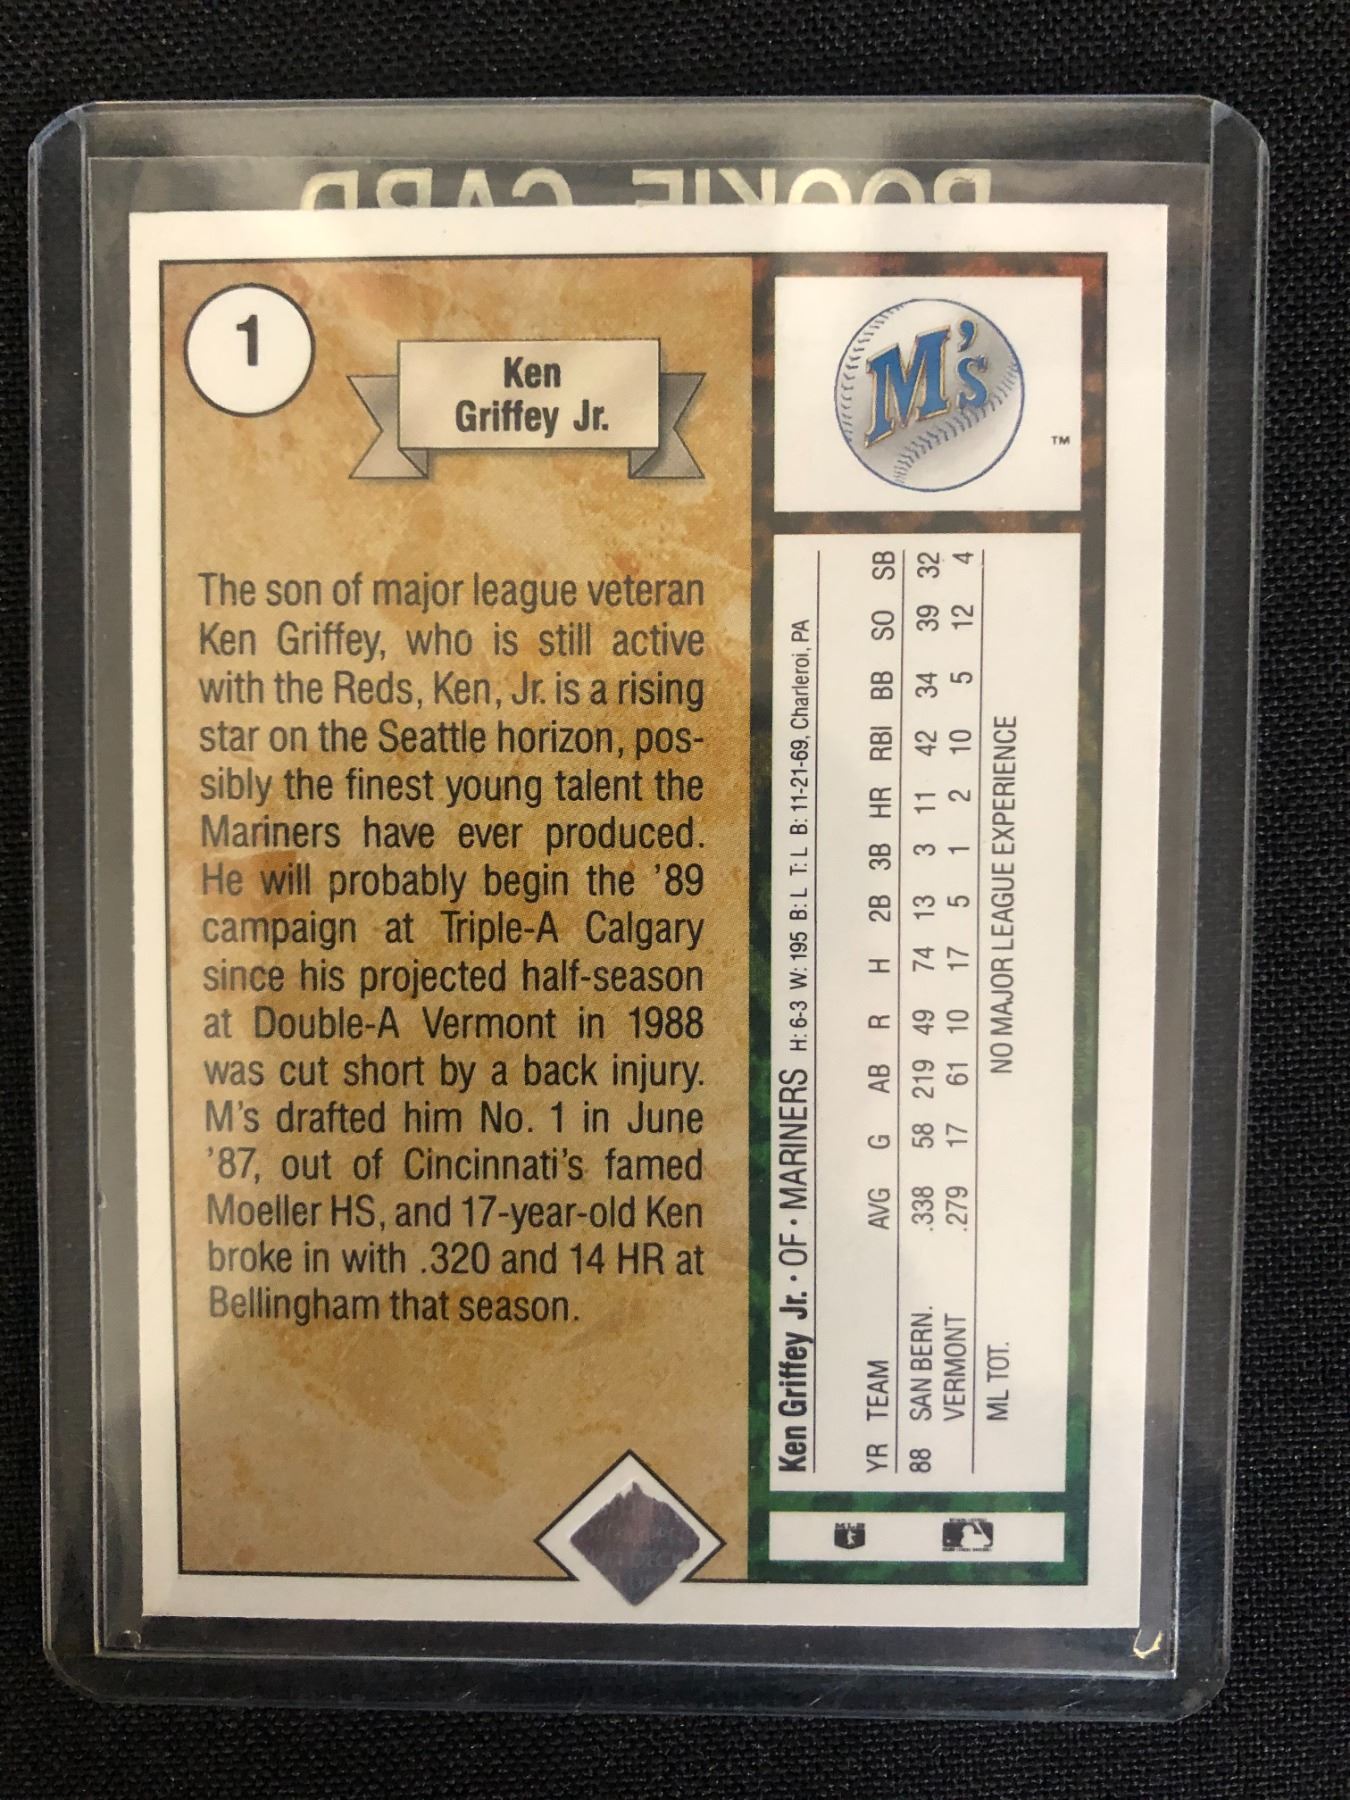 ROOKIE CARD
1
Ken
Griffey Jr.
The son of major league veteran
Ken Griffey, who is still active
with the Reds, Ken, Jr. is a rising
star on the Seattle horizon, pos-
sibly the finest young talent the
Mariners have ever produced.
He will probably begin the '89
campaign at Triple-A Calgary
since his projected half-season
at Double-A Vermont in 1988
was cut short by a back injury.
M's drafted him No. 1 in June
'87, out of Cincinnati's famed
Moeller HS, and 17-year-old Ken
broke in with .320 and 14 HR at
Bellingham that season.
M's
TM
Ken Griffey Jr. • OF • MARINERS H: 6-3 W: 195 B: L T: L B: 11-21-69, Charleroi, PA
YR TEAM AVG G AB R H 2B 3B HR RBI BB SO SB
88 SAN BERN. .338 58 219 49 74 13 3 11 42 34 39 32
VERMONT .279 17 61 10 17 5 1 2 10 5 12 4
ML TOT. NO MAJOR LEAGUE EXPERIENCE